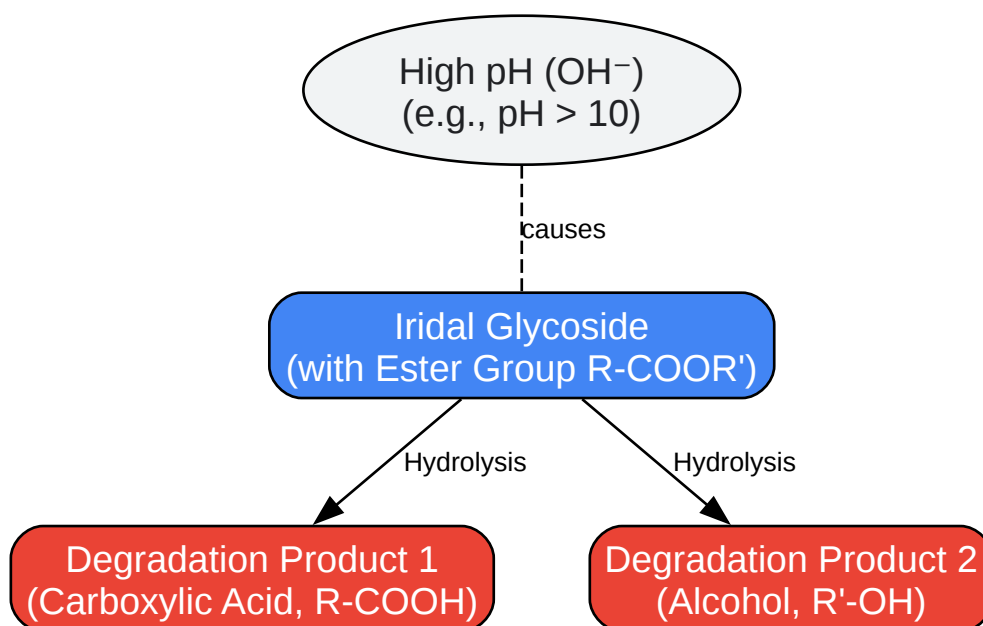 High pH (OH⁻)
(e.g., pH > 10)
causes
Iridal Glycoside
(with Ester Group R-COOR')
Hydrolysis
Hydrolysis
Degradation Product 1
(Carboxylic Acid, R-COOH)
Degradation Product 2
(Alcohol, R'-OH)